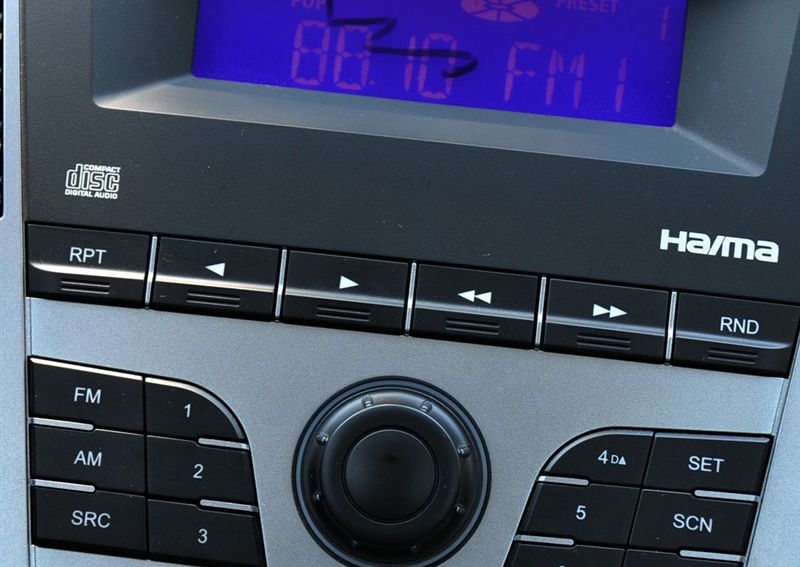 POP PRESET 1
88.10 FM1
COMPACT
disc
DIGITAL AUDIO
Haima
RPT
RND
FM 1
AM 2
SRC 3
4 D▲ SET
5 SCN